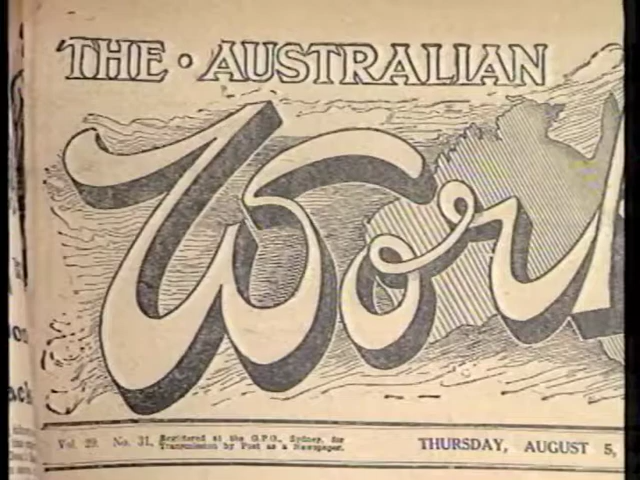 THE • AUSTRALIAN
Wor
Vol. 29. No. 31. Registered at the G.P.O., Sydney, for
Transmission by Post as a Newspaper.
THURSDAY, AUGUST 5,